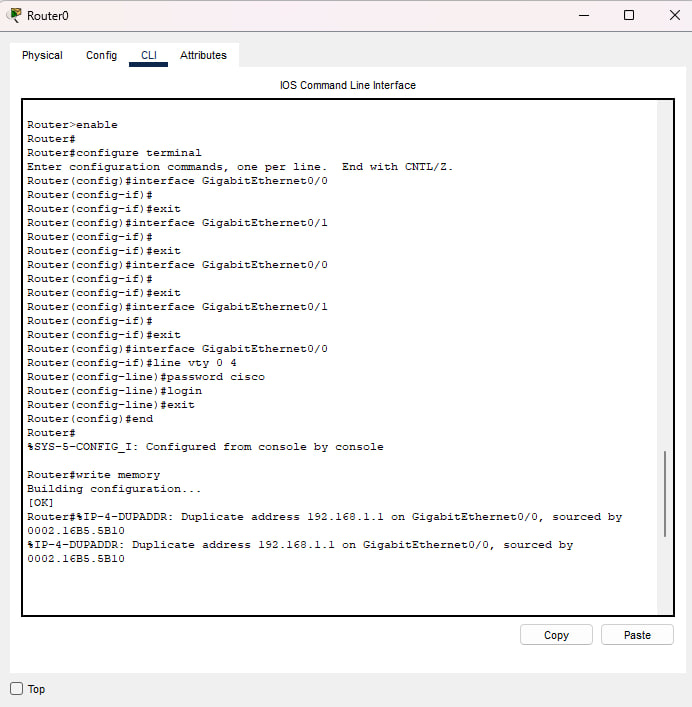 Router0
Physical Config CLI Attributes
IOS Command Line Interface
Router>enable
Router#
Router#configure terminal
Enter configuration commands, one per line.  End with CNTL/Z.
Router(config)#interface GigabitEthernet0/0
Router(config-if)#
Router(config-if)#exit
Router(config)#interface GigabitEthernet0/1
Router(config-if)#
Router(config-if)#exit
Router(config)#interface GigabitEthernet0/0
Router(config-if)#
Router(config-if)#exit
Router(config)#interface GigabitEthernet0/1
Router(config-if)#
Router(config-if)#exit
Router(config)#interface GigabitEthernet0/0
Router(config-if)#line vty 0 4
Router(config-line)#password cisco
Router(config-line)#login
Router(config-line)#exit
Router(config)#end
Router#
%SYS-5-CONFIG_I: Configured from console by console
Router#write memory
Building configuration...
[OK]
Router#%IP-4-DUPADDR: Duplicate address 192.168.1.1 on GigabitEthernet0/0, sourced by
0002.16B5.5B10
%IP-4-DUPADDR: Duplicate address 192.168.1.1 on GigabitEthernet0/0, sourced by
0002.16B5.5B10
Copy Paste
Top